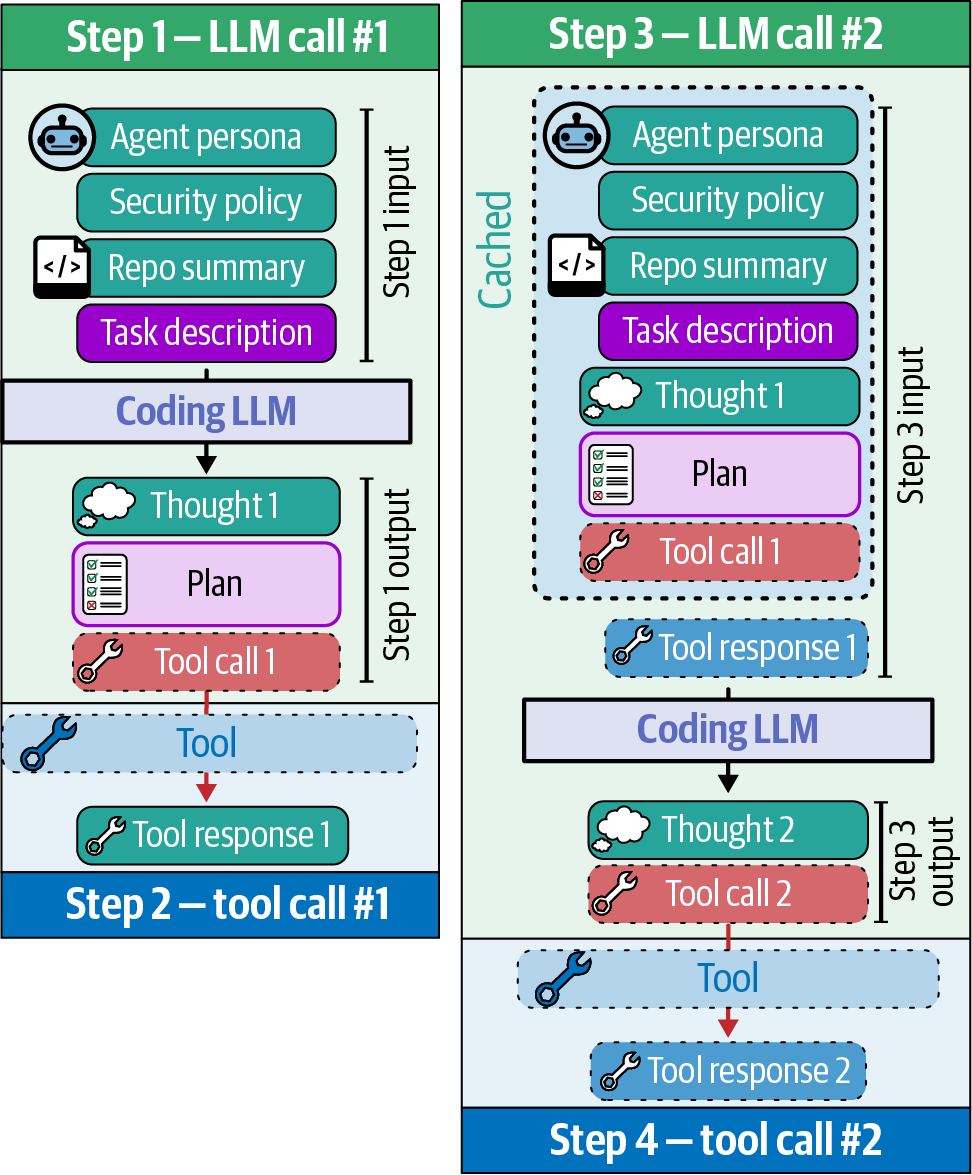 Step 1 – LLM call #1
Agent persona
Security policy
</>
Repo summary
Task description
Step 1 input
Coding LLM
Thought 1
Plan
Tool call 1
Step 1 output
Tool
Tool response 1
Step 2 – tool call #1
Step 3 – LLM call #2
Cached
Agent persona
Security policy
</>
Repo summary
Task description
Thought 1
Plan
Tool call 1
Tool response 1
Step 3 input
Coding LLM
Thought 2
Tool call 2
Step 3
output
Tool
Tool response 2
Step 4 – tool call #2